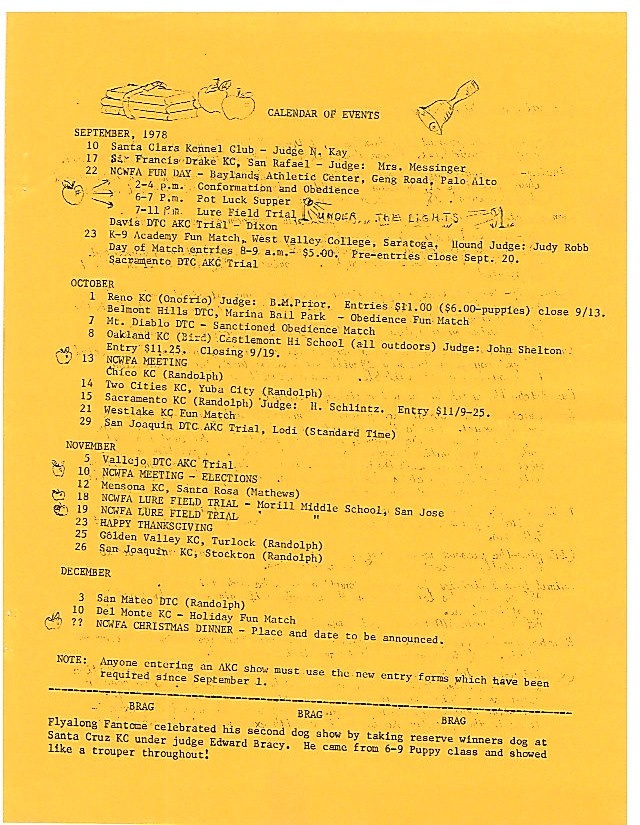 CALENDAR OF EVENTS
SEPTEMBER, 1978
10 Santa Clara Kennel Club - Judge N. Kay
17 Sir Francis Drake KC, San Rafael - Judge: Mrs. Messinger
22 NCWFA FUN DAY - Baylands Athletic Center, Geng Road, Palo Alto
2-4 p.m. Conformation and Obedience
6-7 P.m. Pot Luck Supper
7-11 p.m. Lure Field Trial UNDER THE LIGHTS
Davis DTC AKC Trial - Dixon
23 K-9 Academy Fun Match, West Valley College, Saratoga, Hound Judge: Judy Robb
Day of Match entries 8-9 a.m.- $5.00. Pre-entries close Sept. 20.
Sacramento DTC AKC Trial
OCTOBER
1 Reno KC (Onofrio) Judge: B.M.Prior. Entries $11.00 ($6.00-puppies) close 9/13.
Belmont Hills DTC, Marina Bail Park - Obedience Fun Match
7 Mt. Diablo DTC - Sanctioned Obedience Match
8 Oakland KC (Bird) Castlemont Hi School (all outdoors) Judge: John Shelton
Entry $11.25. Closing 9/19.
13 NCWFA MEETING
Chico KC (Randolph)
14 Two Cities KC, Yuba City (Randolph)
15 Sacramento KC (Randolph) Judge: H. Schlintz. Entry $11/9-25.
21 Westlake KC Fun Match
29 San Joaquin DTC AKC Trial, Lodi (Standard Time)
NOVEMBER
5 Vallejo DTC AKC Trial
10 NCWFA MEETING - ELECTIONS
12 Mensona KC, Santa Rosa (Mathews)
18 NCWFA LURE FIELD TRIAL - Morill Middle School, San Jose
19 NCWFA LURE FIELD TRIAL " "
23 HAPPY THANKSGIVING
25 Golden Valley KC, Turlock (Randolph)
26 San Joaquin KC, Stockton (Randolph)
DECEMBER
3 San Mateo DTC (Randolph)
10 Del Monte KC - Holiday Fun Match
?? NCWFA CHRISTMAS DINNER - Place and date to be announced.
NOTE: Anyone entering an AKC show must use the new entry forms which have been
required since September 1.
BRAG BRAG BRAG
Flyalong Fantome celebrated his second dog show by taking reserve winners dog at
Santa Cruz KC under judge Edward Bracy. He came from 6-9 Puppy class and showed
like a trouper throughout!